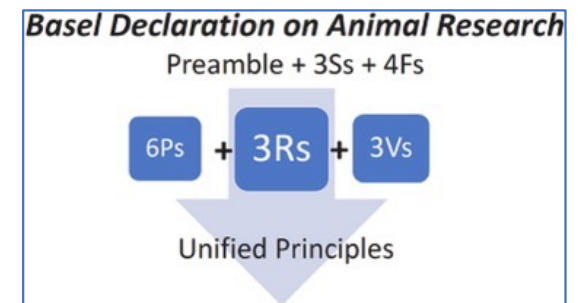 Basel Declaration on Animal Research
Preamble + 3Ss + 4Fs
6Ps + 3Rs + 3Vs
Unified Principles